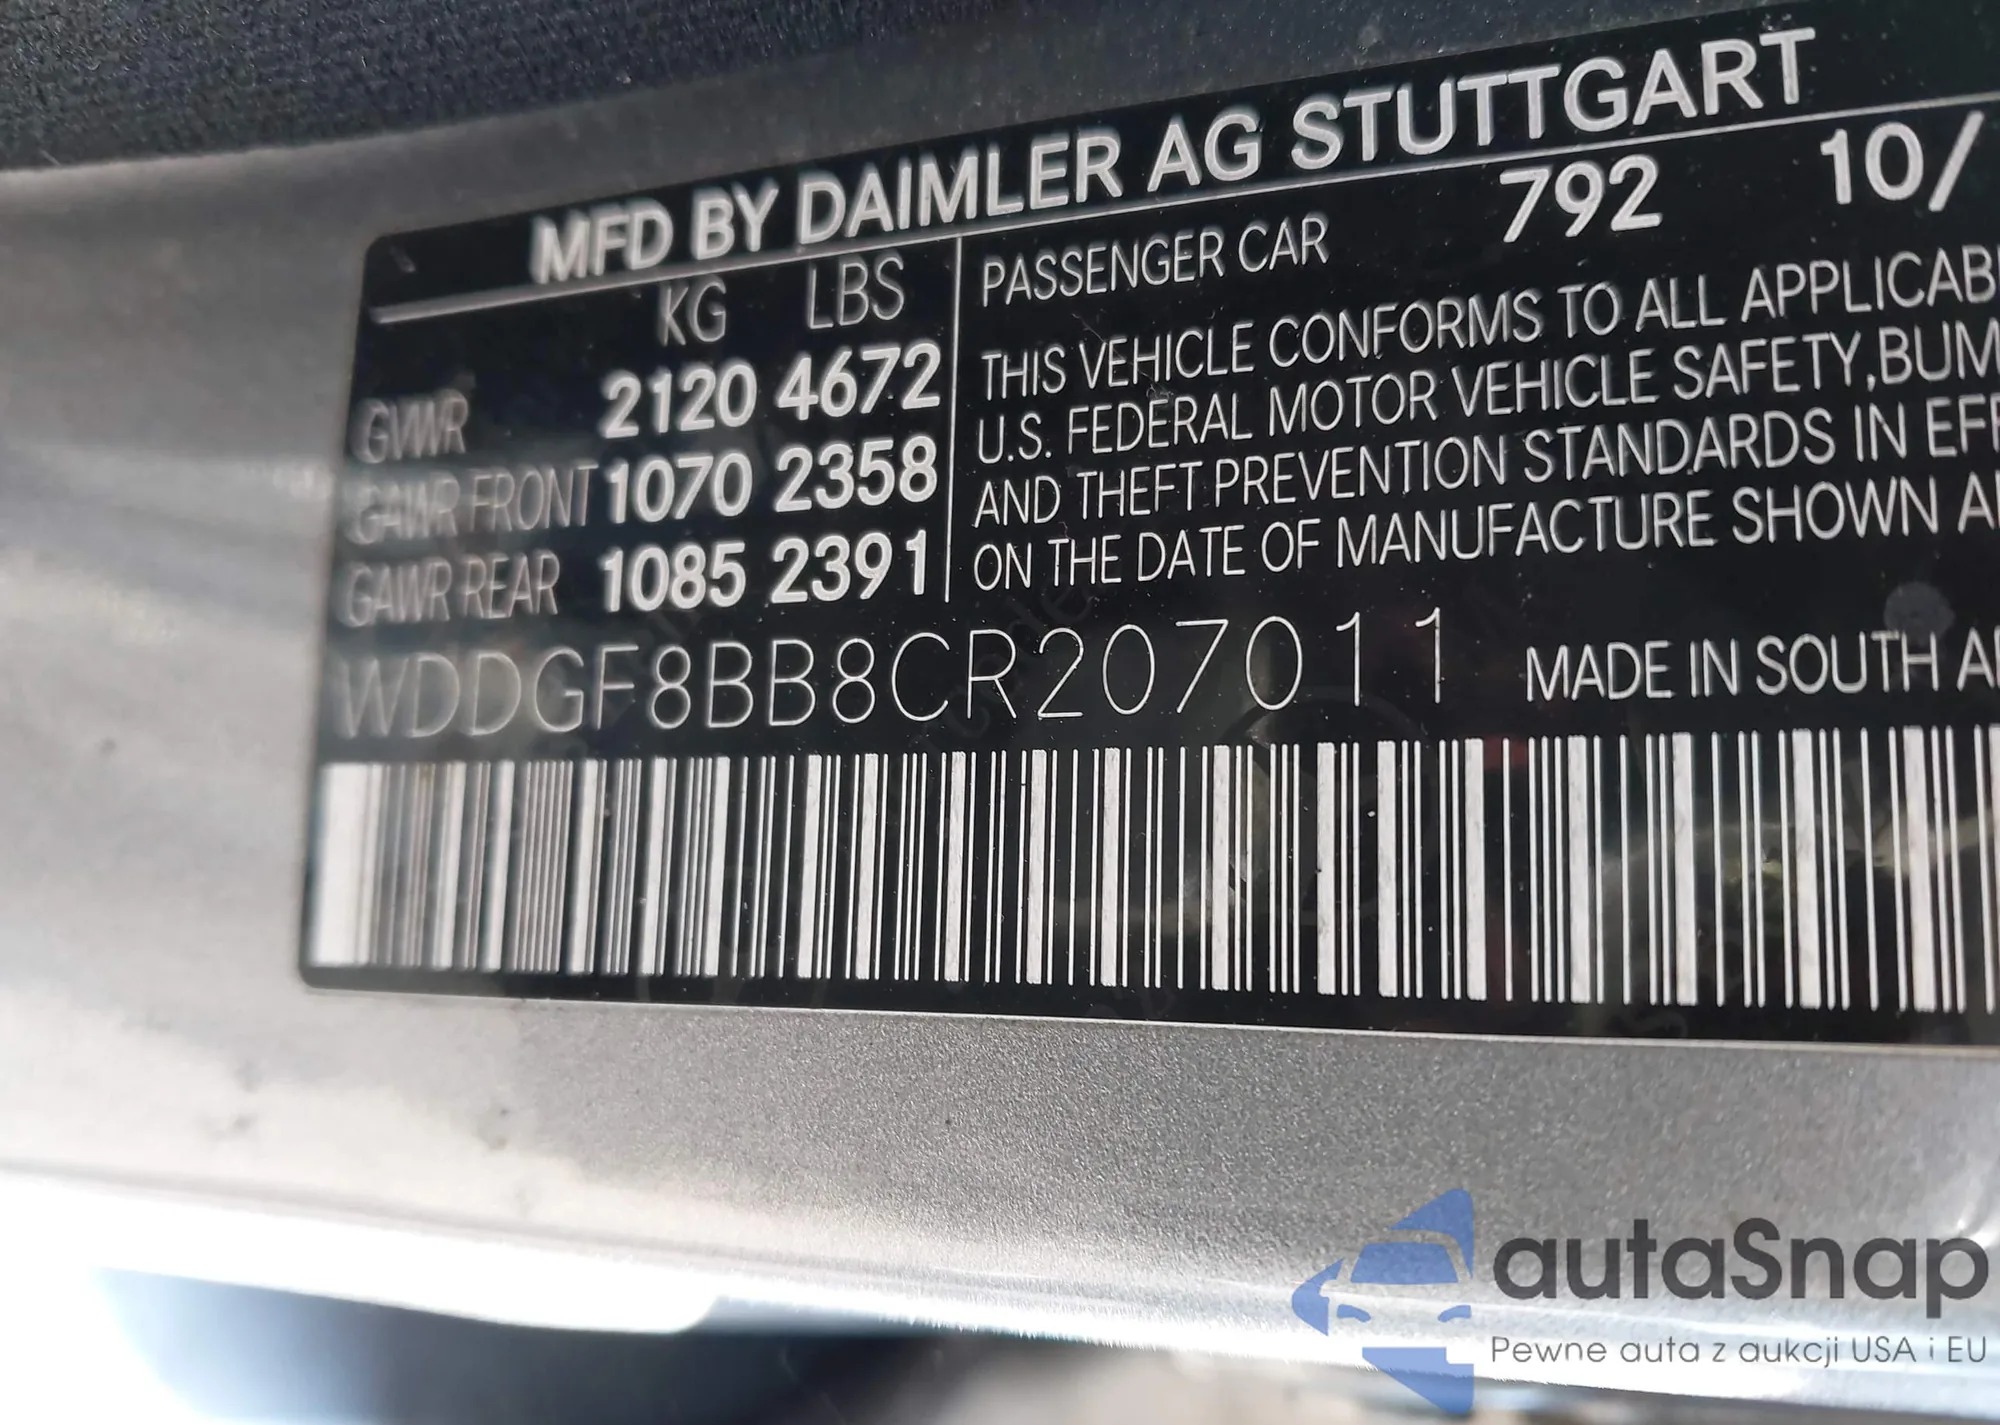 MFD BY DAIMLER AG STUTTGART
KG LBS
GVWR 2120 4672
GAWR FRONT 1070 2358
GAWR REAR 1085 2391
PASSENGER CAR 792 10/
THIS VEHICLE CONFORMS TO ALL APPLICAB
U.S. FEDERAL MOTOR VEHICLE SAFETY,BUM
AND THEFT PREVENTION STANDARDS IN EFF
ON THE DATE OF MANUFACTURE SHOWN A
WDDGF8BB8CR207011 MADE IN SOUTH A
autaSnap
Pewne auta z aukcji USA i EU